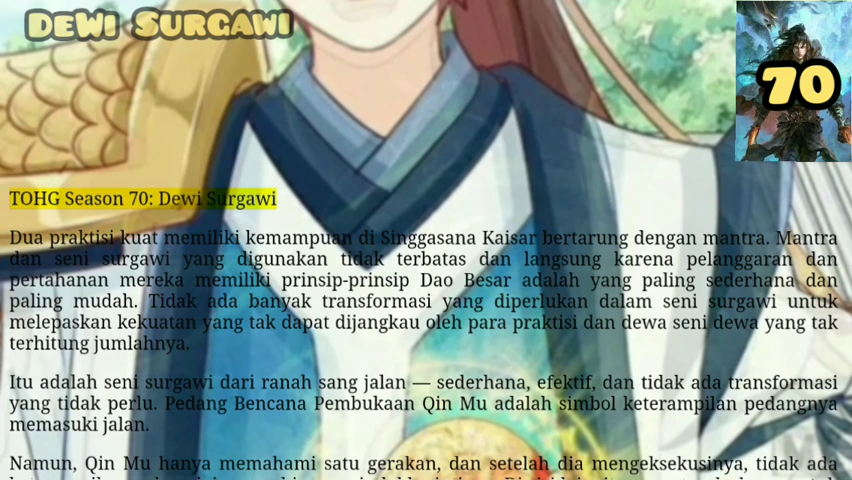 DEWI SURGAWI
70
TOHG Season 70: Dewi Surgawi
Dua praktisi kuat memiliki kemampuan di Singgasana Kaisar bertarung dengan mantra. Mantra
dan seni surgawi yang digunakan tidak terbatas dan langsung karena pelanggaran dan
pertahanan mereka memiliki prinsip-prinsip Dao Besar adalah yang paling sederhana dan
paling mudah. Tidak ada banyak transformasi yang diperlukan dalam seni surgawi untuk
melepaskan kekuatan yang tak dapat dijangkau oleh para praktisi dan dewa seni dewa yang tak
terhitung jumlahnya.
Itu adalah seni surgawi dari ranah sang jalan — sederhana, efektif, dan tidak ada transformasi
yang tidak perlu. Pedang Bencana Pembukaan Qin Mu adalah simbol keterampilan pedangnya
memasuki jalan.
Namun, Qin Mu hanya memahami satu gerakan, dan setelah dia mengeksekusinya, tidak ada